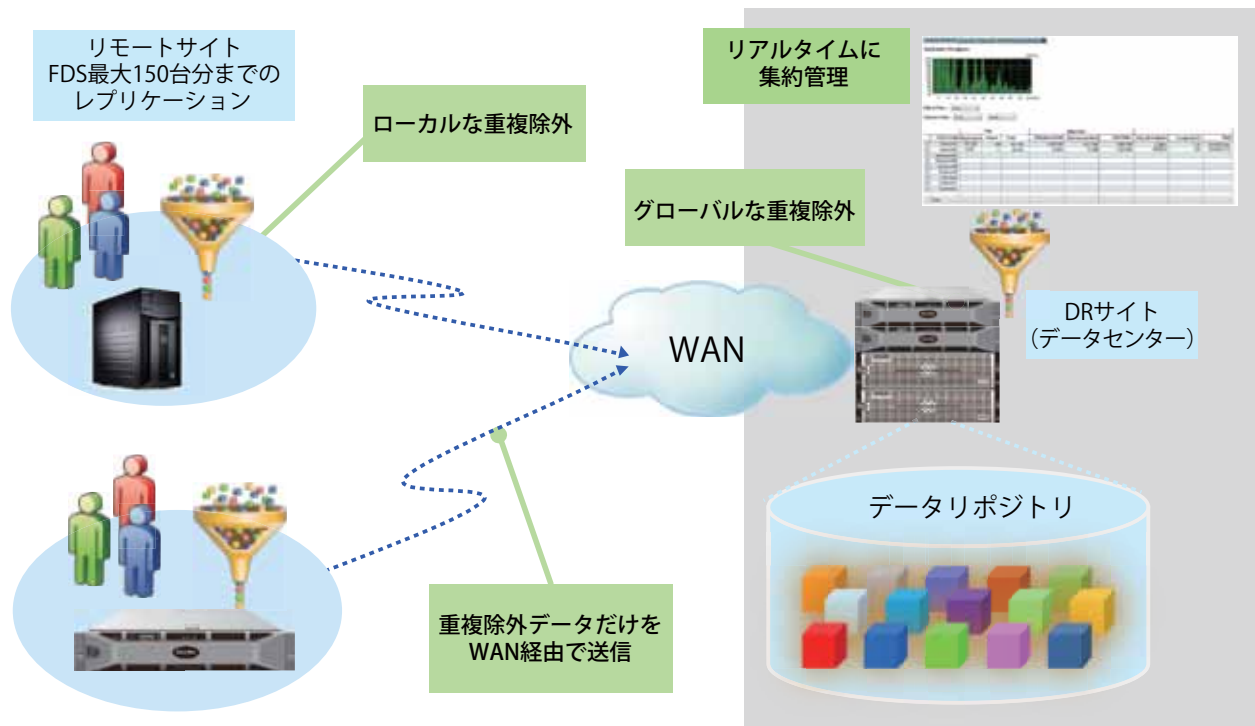 リモートサイト
FDS最大150台分までの
レプリケーション
ローカルな重複除外
リアルタイムに
集約管理
グローバルな重複除外
WAN
DRサイト
（データセンター）
データリポジトリ
重複除外データだけを
WAN経由で送信